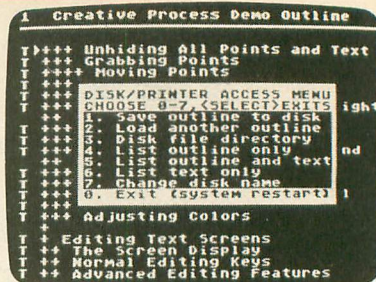 1 Creative Process Demo Outline
T▶+++ Unhiding All Points and Text
T +++ Grabbing Points
T ++++ Moving Points
T +++
+++ DISK/PRINTER ACCESS MENU
T +++ CHOOSE 0-7,<SELECT>EXITS ight
+++ 1. Save outline to disk
++ 2. Load another outline
T +++ 3. Disk file directory
T ++++ 4. List outline only nd
++ 5. List outline and text
T +++ 6. List text only
T +++ 7. Change disk name
T +++ 0. Exit (system restart) l
T +++ Adjusting Colors
+
T + Editing Text Screens
T ++ The Screen Display
T ++ Normal Editing Keys
T ++ Advanced Editing Features